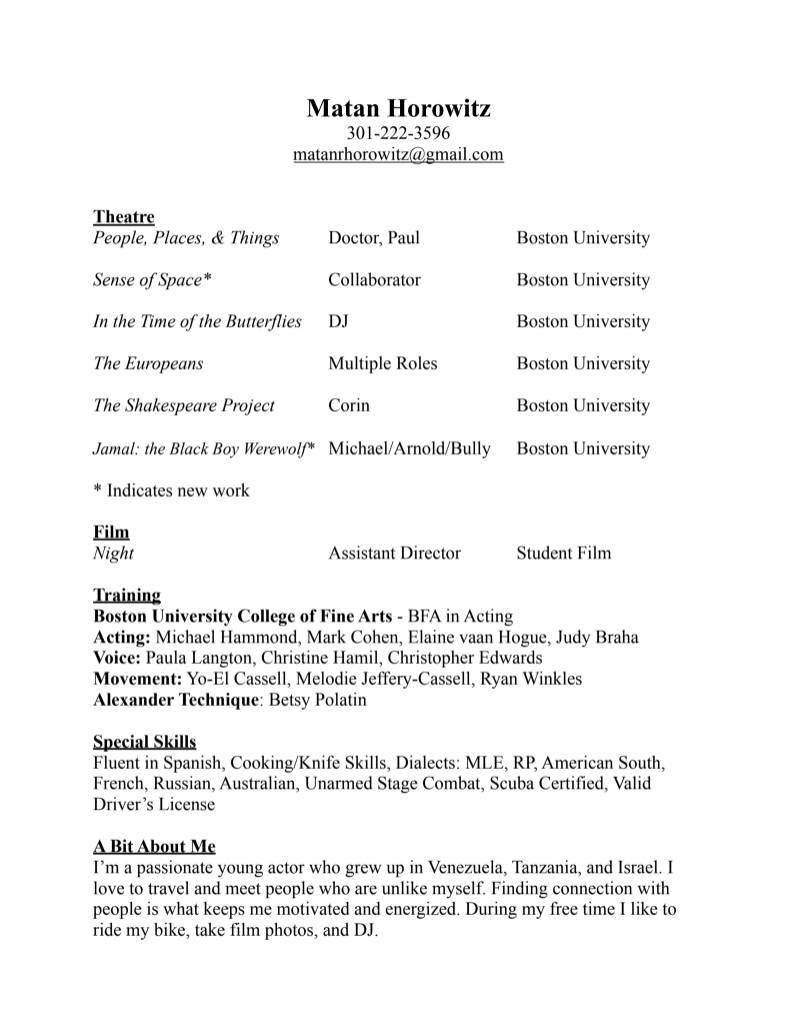 Matan Horowitz
301-222-3596
matanrhorowitz@gmail.com
Theatre
People, Places, & Things Doctor, Paul Boston University
Sense of Space* Collaborator Boston University
In the Time of the Butterflies DJ Boston University
The Europeans Multiple Roles Boston University
The Shakespeare Project Corin Boston University
Jamal: the Black Boy Werewolf* Michael/Arnold/Bully Boston University
* Indicates new work
Film
Night Assistant Director Student Film
Training
Boston University College of Fine Arts - BFA in Acting
Acting: Michael Hammond, Mark Cohen, Elaine vaan Hogue, Judy Braha
Voice: Paula Langton, Christine Hamil, Christopher Edwards
Movement: Yo-El Cassell, Melodie Jeffery-Cassell, Ryan Winkles
Alexander Technique: Betsy Polatin
Special Skills
Fluent in Spanish, Cooking/Knife Skills, Dialects: MLE, RP, American South,
French, Russian, Australian, Unarmed Stage Combat, Scuba Certified, Valid
Driver’s License
A Bit About Me
I’m a passionate young actor who grew up in Venezuela, Tanzania, and Israel. I
love to travel and meet people who are unlike myself. Finding connection with
people is what keeps me motivated and energized. During my free time I like to
ride my bike, take film photos, and DJ.